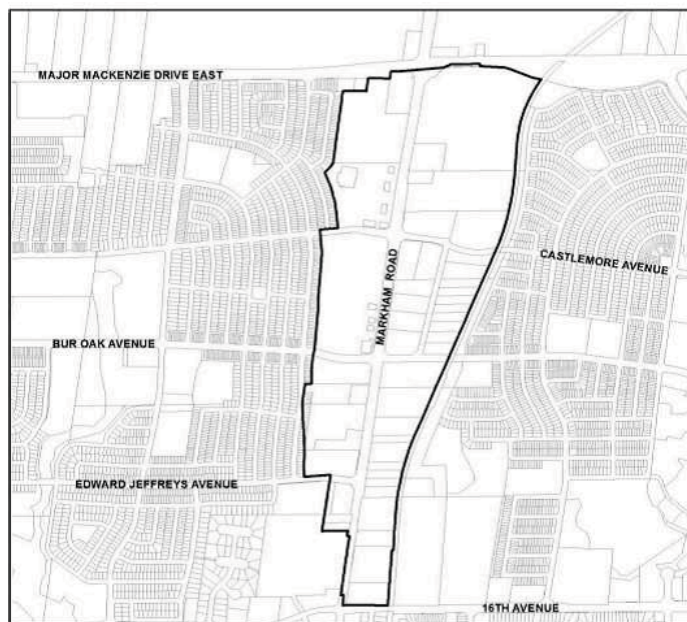 MAJOR MACKENZIE DRIVE EAST
CASTLEMORE AVENUE
MARKHAM ROAD
BUR OAK AVENUE
EDWARD JEFFREYS AVENUE
16TH AVENUE